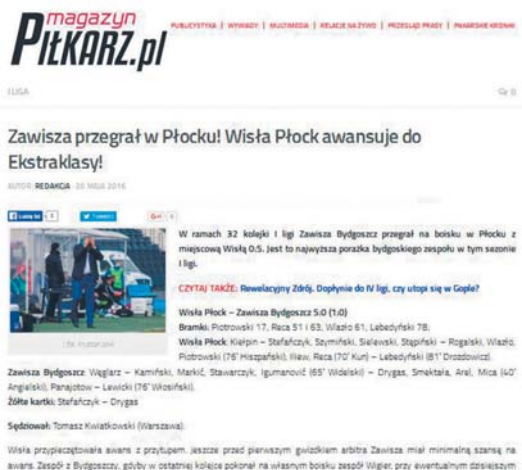 magazyn
PIŁKARZ.pl
PUBLICYSTYKA | WYWIADY | MULTIMEDIA | RELACJE NA ŻYWO | PRZEGLĄD PRASY | PIŁKARSKIE KRONIKI
I LIGA
0
Zawisza przegrał w Płocku! Wisła Płock awansuje do
Ekstraklasy!
AUTOR: REDAKCJA · 20 MAJA 2016
W ramach 32 kolejki I ligi Zawisza Bydgoszcz przegrał na boisku w Płocku z
miejscową Wisłą 0:5. Jest to najwyższa porażka bydgoskiego zespołu w tym sezonie
I ligi.
CZYTAJ TAKŻE: Rewelacyjny Zdrój. Dopłynie do IV ligi, czy utopi się w Gople?
Wisła Płock – Zawisza Bydgoszcz 5:0 (1:0)
Bramki: Piotrowski 17, Reca 51 i 63, Wlazło 61, Lebedyński 78.
Wisła Płock: Kiełpin – Stefańczyk, Szymiński, Sielewski, Stępiński – Rogalski, Wlazło,
Piotrowski (76' Hiszpański), Iliew, Reca (70' Kun) – Lebedyński (81' Drozdowicz).
Zawisza Bydgoszcz: Węglarz – Kamiński, Markić, Stawarczyk, Igumanović (65' Widelski) – Drygas, Smektała, Arel, Mica (40'
Angielski), Panajotow – Lewicki (76' Włosiński).
Żółte kartki: Stefańczyk – Drygas
Sędziował: Tomasz Kwiatkowski (Warszawa).
Wisła przypieczętowała awans z przytupem. Jeszcze przed pierwszym gwizdkiem arbitra Zawisza miał minimalną szansę na
awans. Zespół z Bydgoszczy, gdyby w ostatniej kolejce pokonał na własnym boisku zespół Wigier, przy ewentualnym dzisiejszym